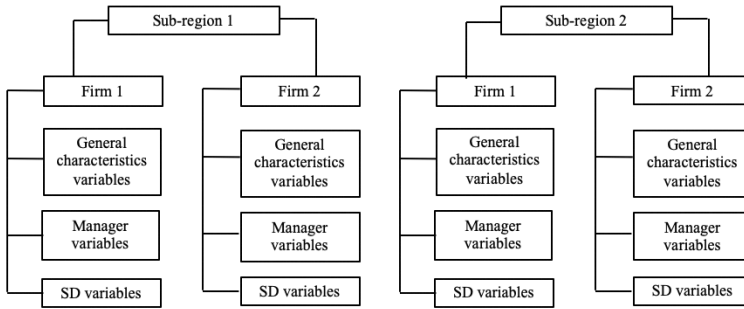 Sub-region 1
Sub-region 2
Firm 1
Firm 2
Firm 1
Firm 2
General
characteristics
variables
General
characteristics
variables
General
characteristics
variables
General
characteristics
variables
Manager
variables
Manager
variables
Manager
variables
Manager
variables
SD variables
SD variables
SD variables
SD variables